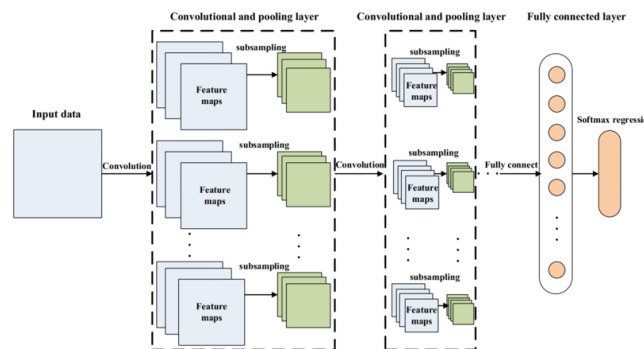 Convolutional and pooling layer
Convolutional and pooling layer
Fully connected layer
subsampling
Feature
maps
subsampling
Feature
maps
Input data
Convolution
subsampling
Feature
maps
Convolution
subsampling
Feature
maps
Fully connect
Softmax regressi
subsampling
Feature
maps
subsampling
Feature
maps